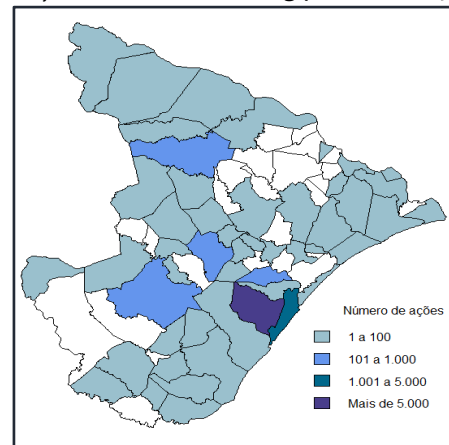 Número de ações
1 a 100
101 a 1.000
1.001 a 5.000
Mais de 5.000